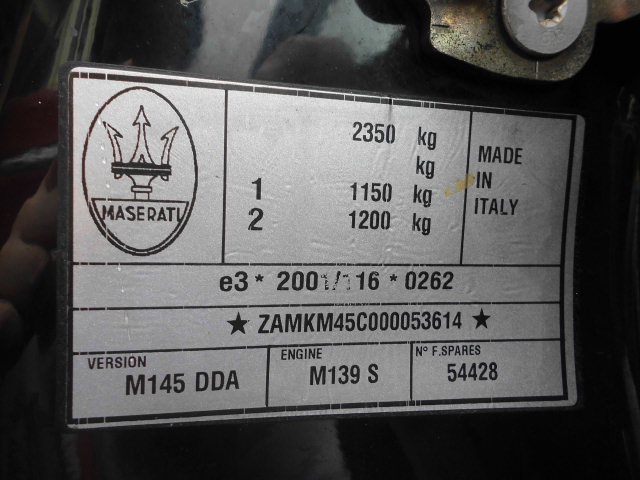 MASERATI
2350 kg
kg
1 1150 kg
2 1200 kg
MADE
IN
ITALY
e3 * 2001/116 * 0262
★ ZAMKM45C000053614 ★
VERSION
M145 DDA
ENGINE
M139 S
Nº F.SPARES
54428